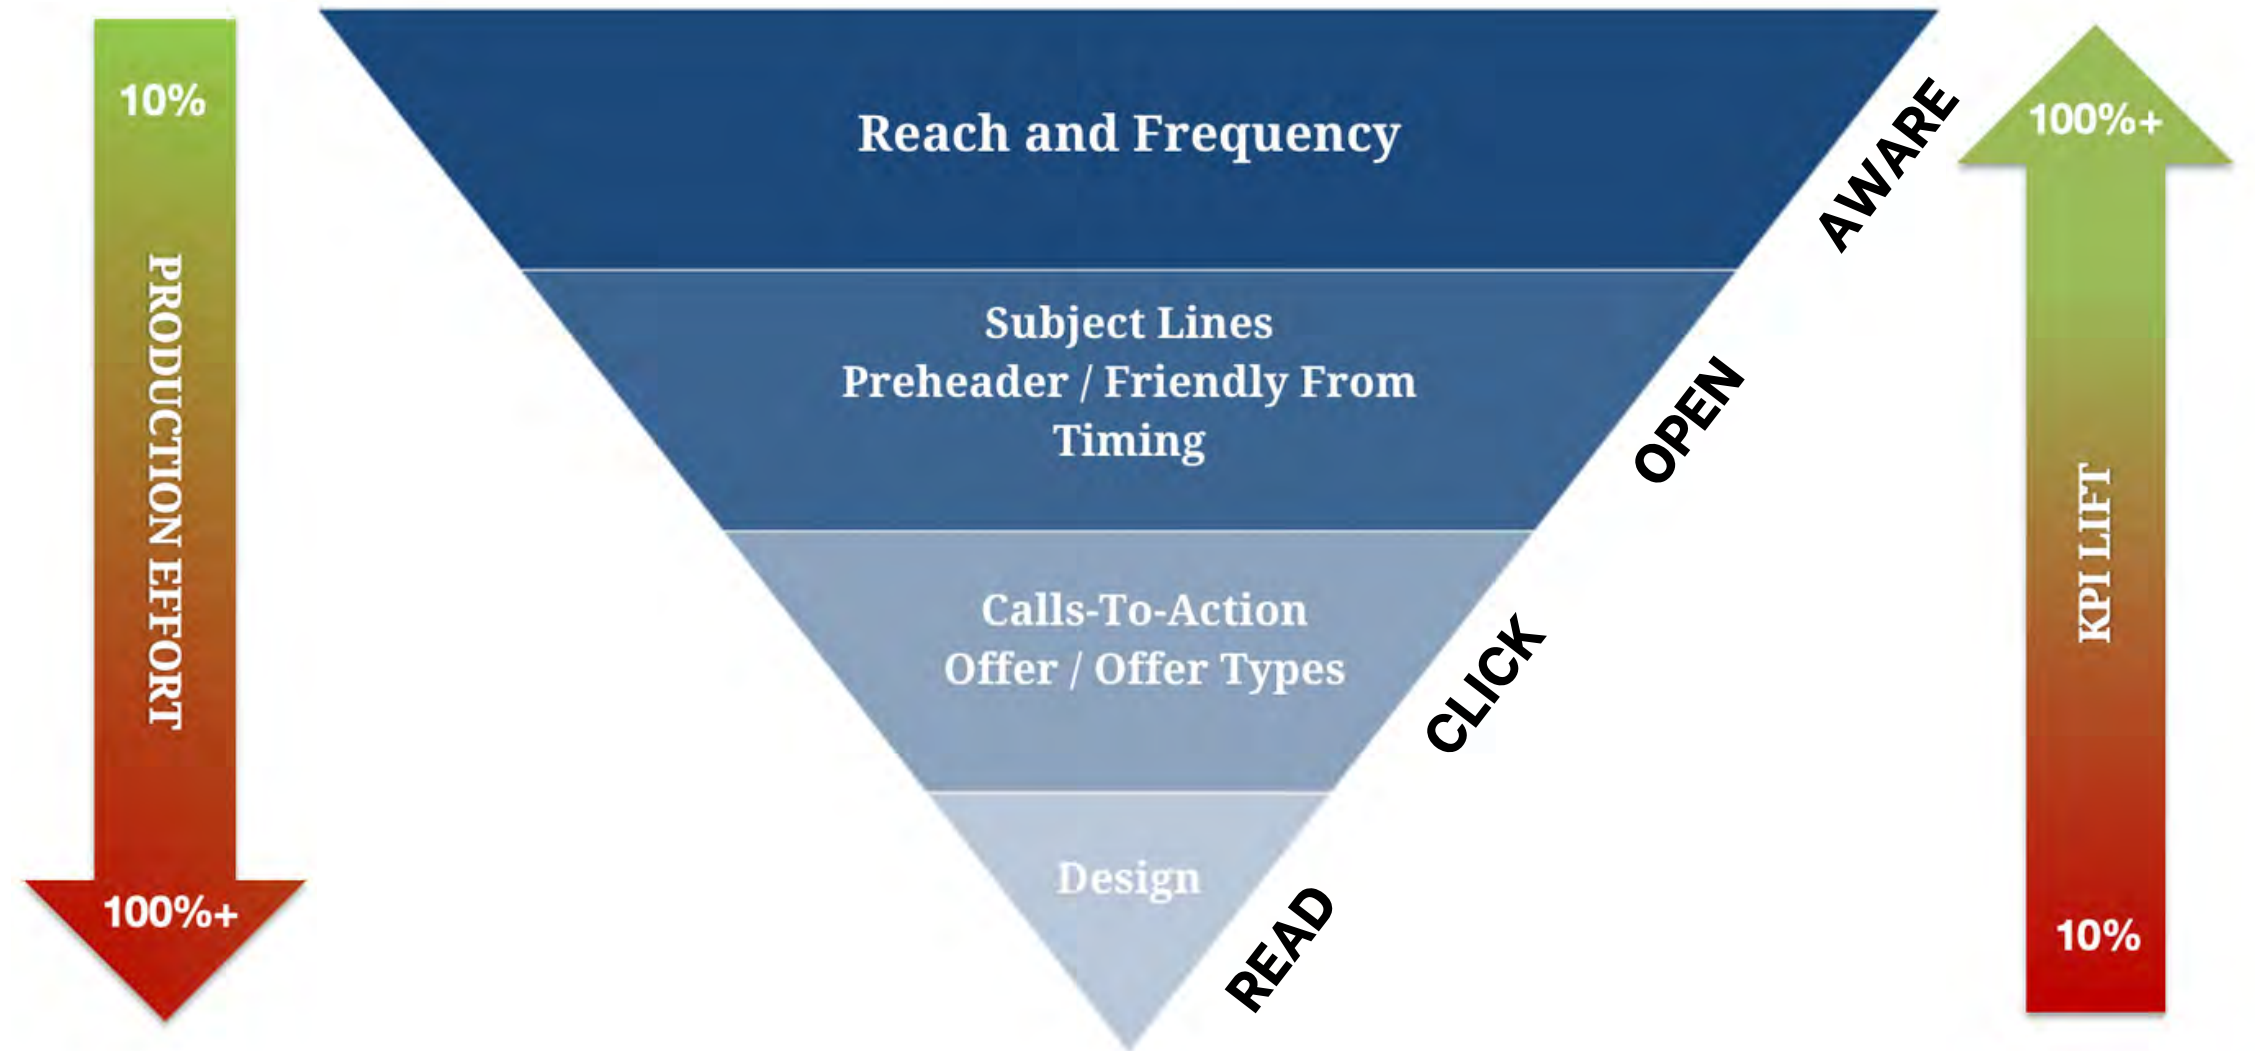 10%
PRODUCTION EFFORT
100%+
Reach and Frequency
Subject Lines
Preheader / Friendly From
Timing
Calls-To-Action
Offer / Offer Types
Design
AWARE
OPEN
CLICK
READ
100%+
KPI LIFT
10%